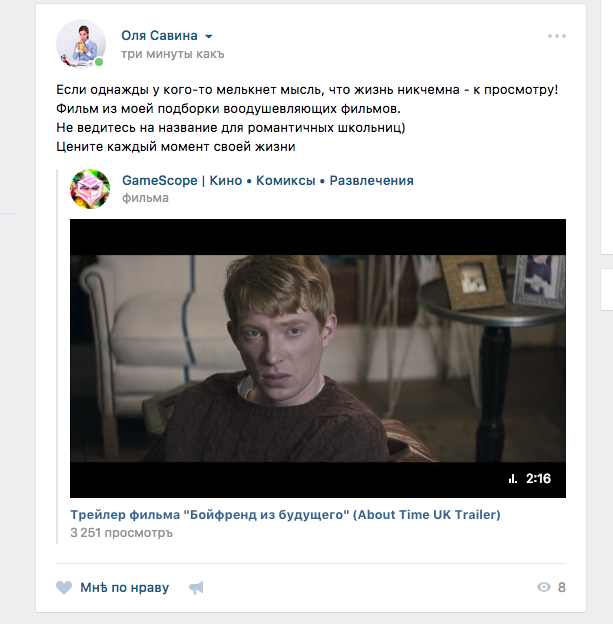 Оля Савина
три минуты какъ
Если однажды у кого-то мелькнет мысль, что жизнь никчемна - к просмотру!
Фильм из моей подборки воодушевляющих фильмов.
Не ведитесь на название для романтичных школьниц)
Цените каждый момент своей жизни
GameScope | Кино • Комиксы • Развлечения
фильма
2:16
Трейлер фильма "Бойфренд из будущего" (About Time UK Trailer)
3 251 просмотръ
Мнѣ по нраву
8